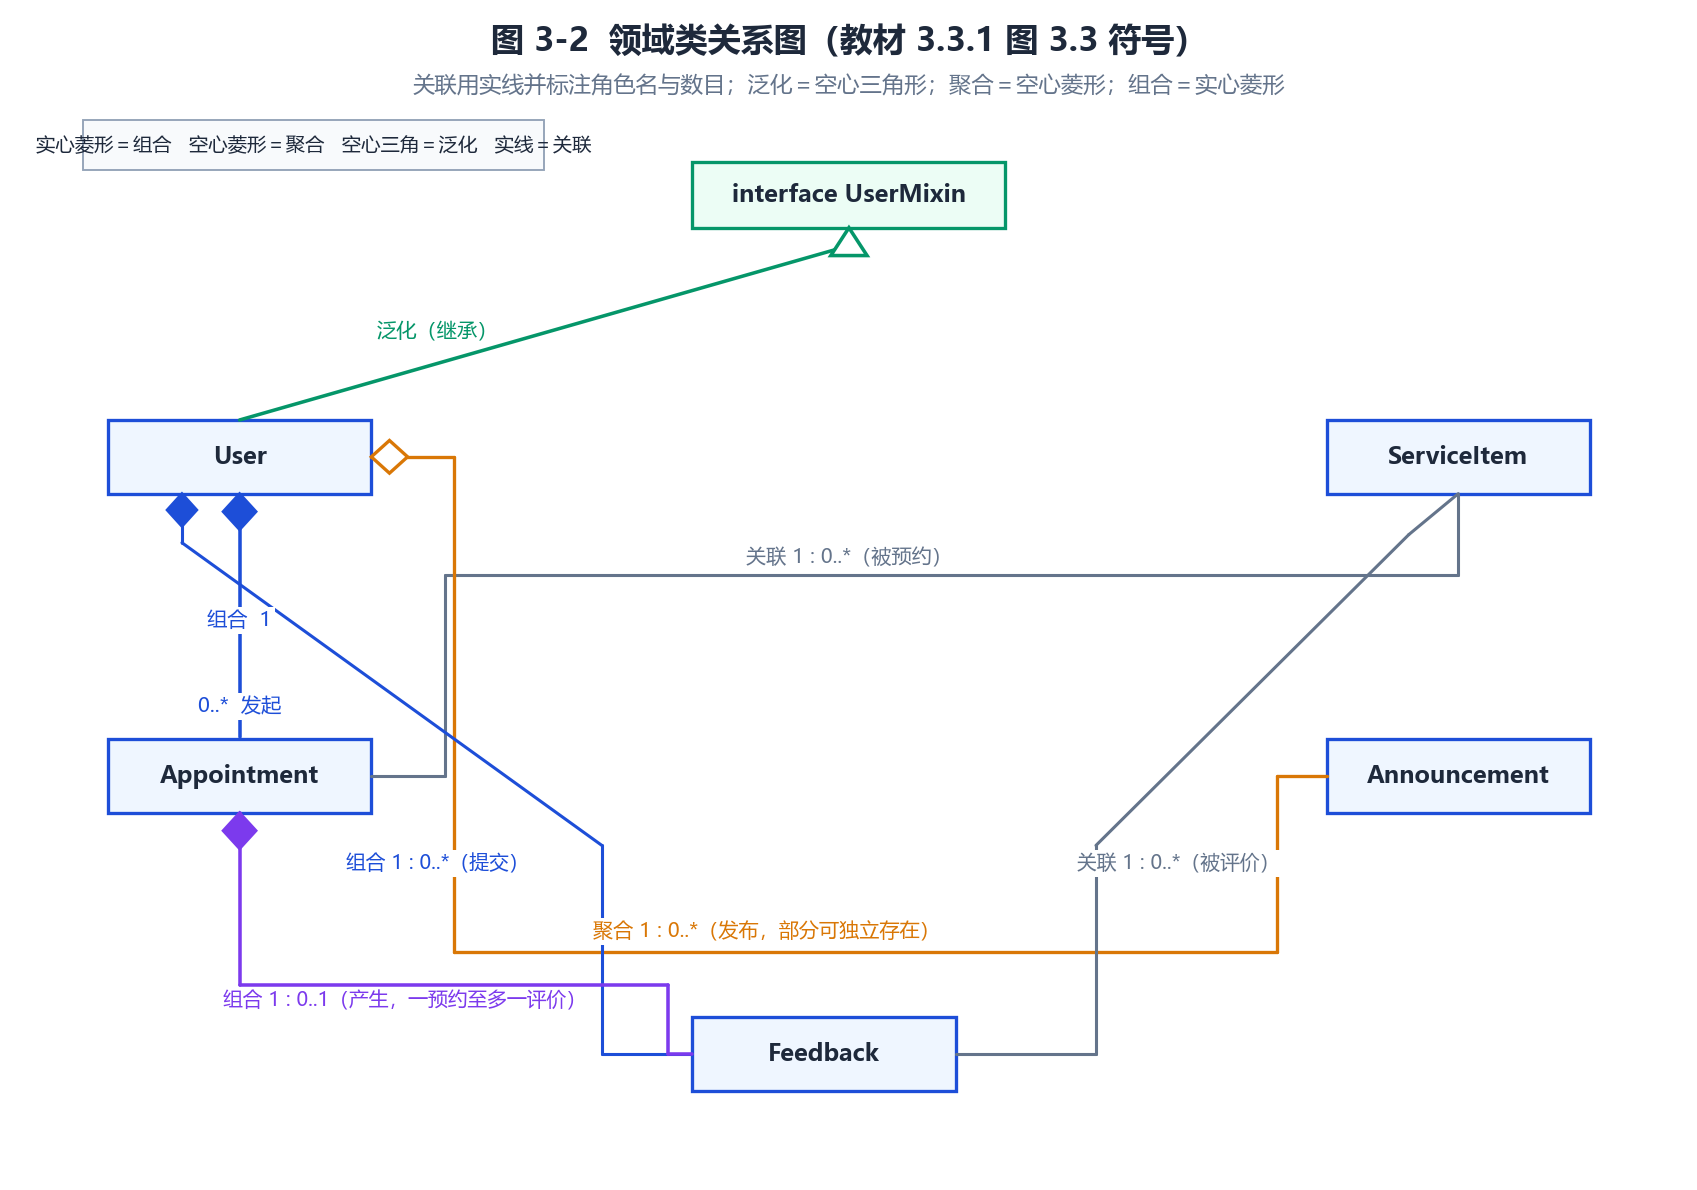 图 3-2  领域类关系图（教材 3.3.1 图 3.3 符号）
关联用实线并标注角色名与数目；泛化＝空心三角形；聚合＝空心菱形；组合＝实心菱形
实心菱形＝组合   空心菱形＝聚合   空心三角＝泛化   实线＝关联
interface UserMixin
泛化（继承）
User
ServiceItem
关联 1 : 0..*（被预约）
组合  1
0..*  发起
Appointment
Announcement
组合 1 : 0..*（提交）
关联 1 : 0..*（被评价）
聚合 1 : 0..*（发布，部分可独立存在）
组合 1 : 0..1（产生，一预约至多一评价）
Feedback